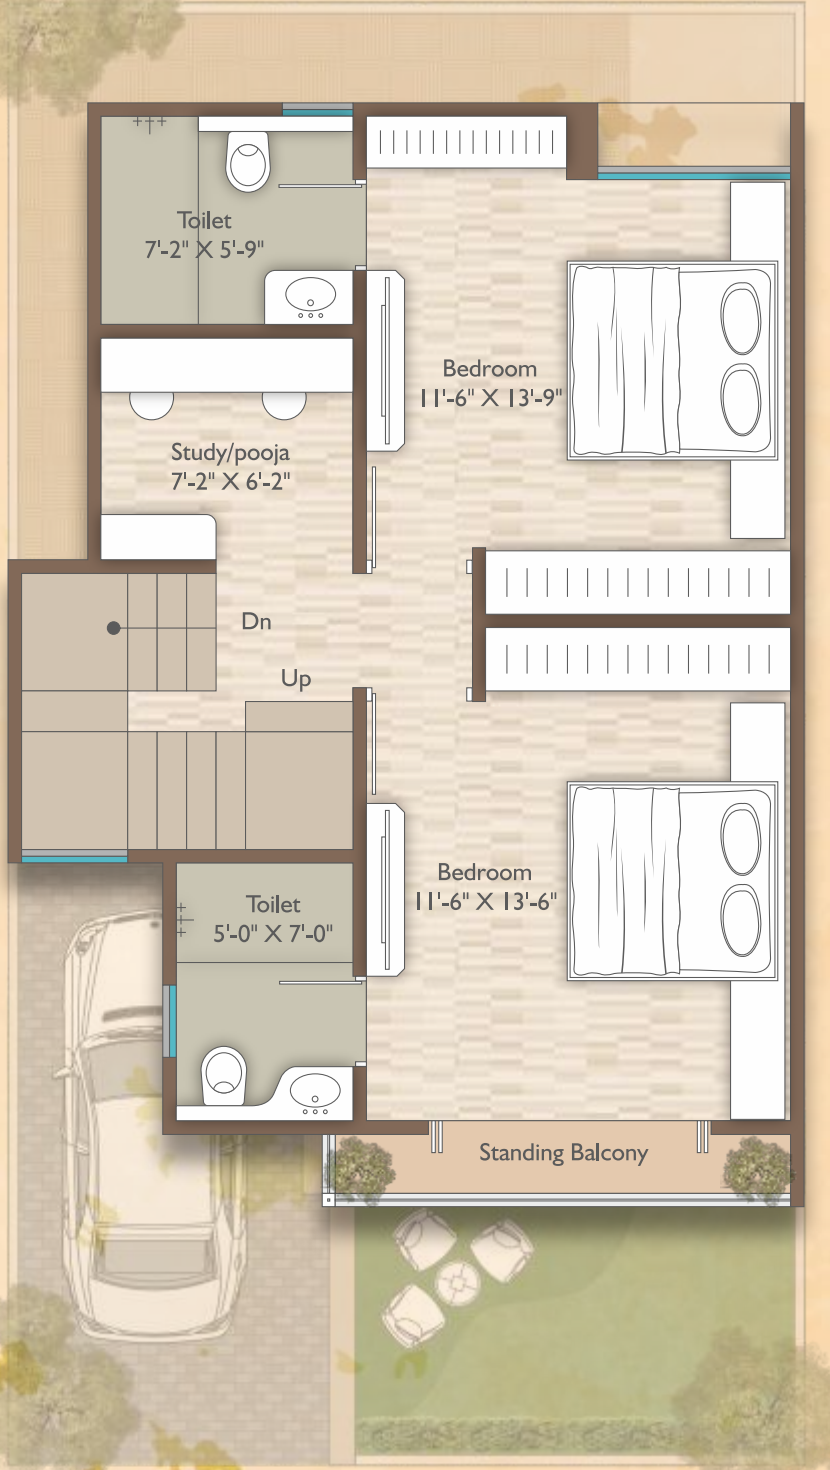 Toilet
7'-2" X 5'-9"
Bedroom
11'-6" X 13'-9"
Study/pooja
7'-2" X 6'-2"
Dn
Up
Bedroom
11'-6" X 13'-6"
Toilet
5'-0" X 7'-0"
Standing Balcony